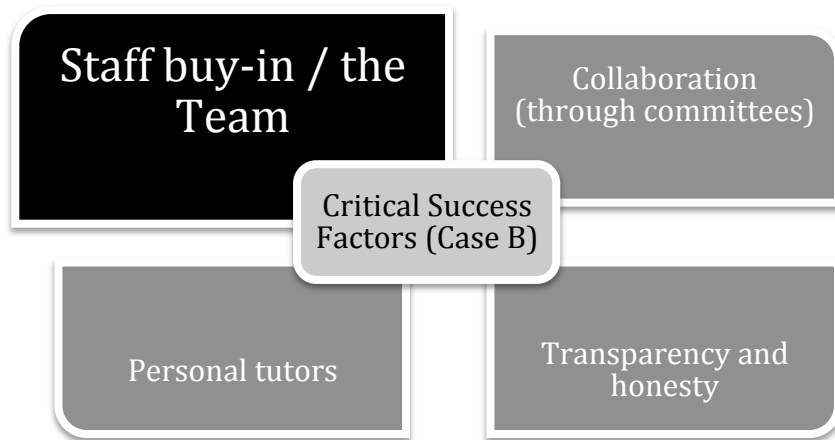 Staff buy-in / the
Team
Collaboration
(through committees)
Critical Success
Factors (Case B)
Personal tutors
Transparency and
honesty